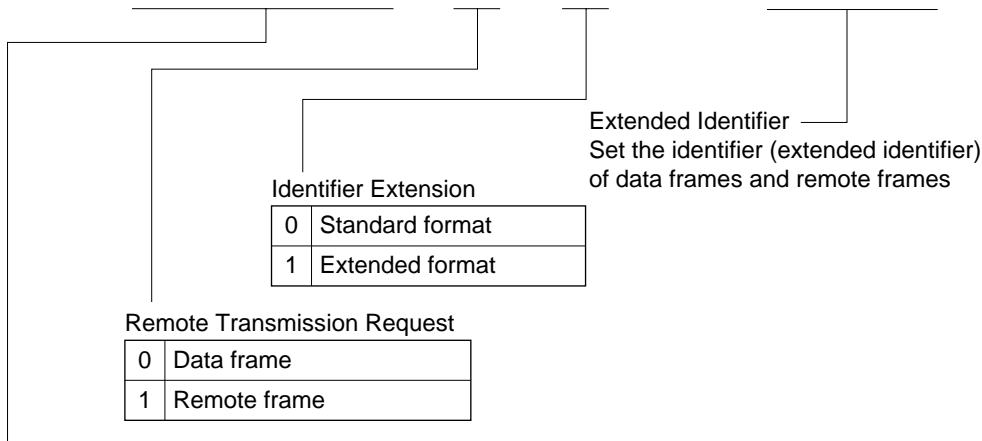 Extended Identifier
Set the identifier (extended identifier)
of data frames and remote frames
Identifier Extension
0 Standard format
1 Extended format
Remote Transmission Request
0 Data frame
1 Remote frame